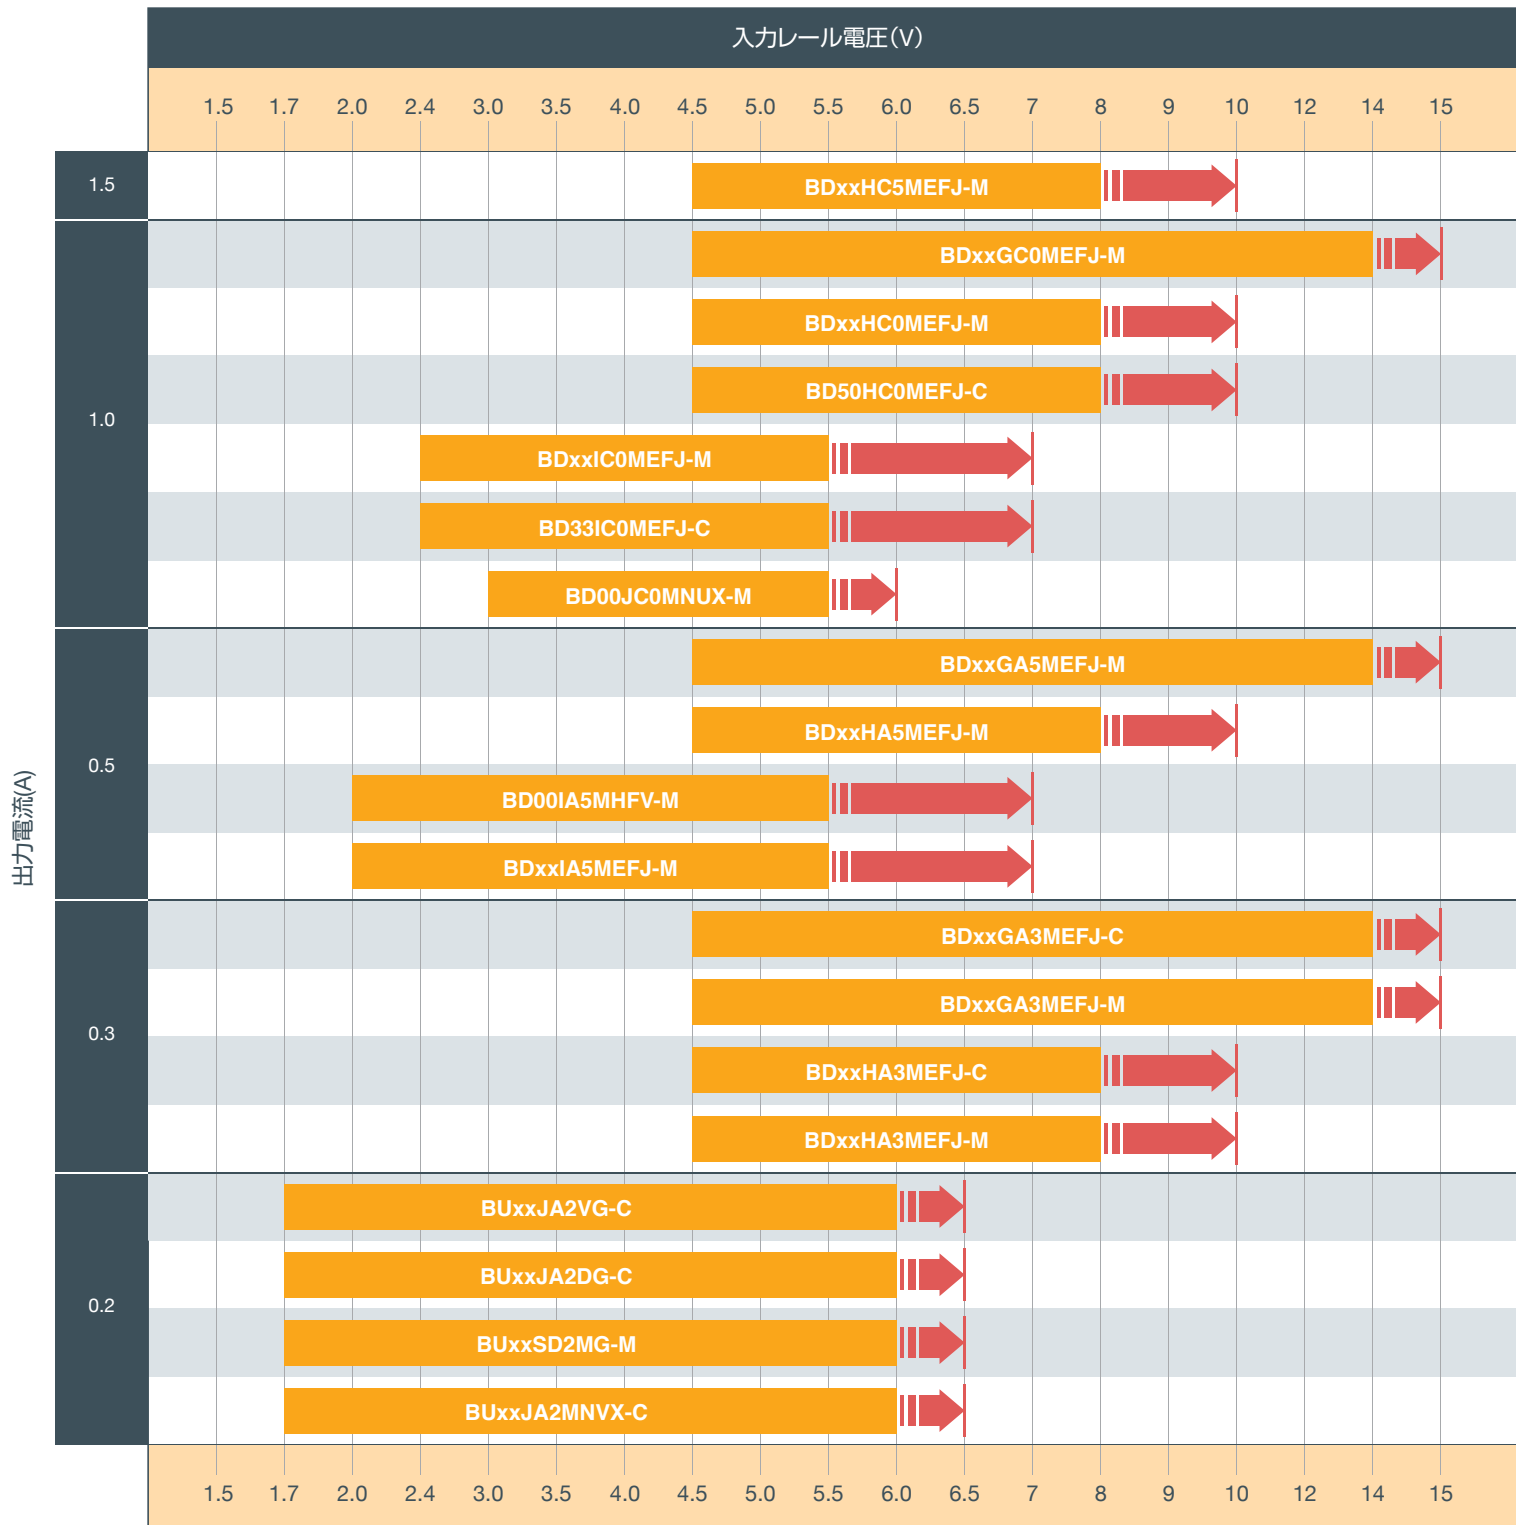 入力レール電圧(V)
1.5 1.7 2.0 2.4 3.0 3.5 4.0 4.5 5.0 5.5 6.0 6.5 7 8 9 10 12 14 15
1.5
BDxxHC5MEFJ-M
BDxxGC0MEFJ-M
BDxxHC0MEFJ-M
BD50HC0MEFJ-C
1.0
BDxxIC0MEFJ-M
BD33IC0MEFJ-C
BD00JC0MNUX-M
BDxxGA5MEFJ-M
BDxxHA5MEFJ-M
0.5
BD00IA5MHFV-M
BDxxIA5MEFJ-M
出力電流(A)
BDxxGA3MEFJ-C
BDxxGA3MEFJ-M
0.3
BDxxHA3MEFJ-C
BDxxHA3MEFJ-M
BUxxJA2VG-C
BUxxJA2DG-C
0.2
BUxxSD2MG-M
BUxxJA2MNVX-C
1.5 1.7 2.0 2.4 3.0 3.5 4.0 4.5 5.0 5.5 6.0 6.5 7 8 9 10 12 14 15